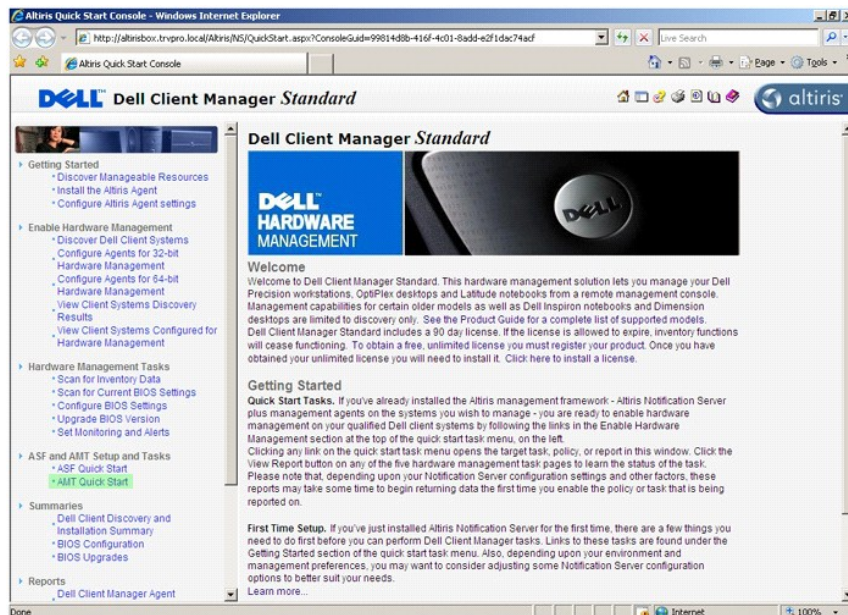 Altiris Quick Start Console - Windows Internet Explorer
http://altirisbox.trvpro.local/Altiris/NS/QuickStart.aspx?ConsoleGuid=99814d8b-416f-4c01-8add-e2f1dac74acf
Live Search
Altiris Quick Start Console
Page
Tools
DELL™ Dell Client Manager Standard
altiris
Getting Started
Discover Manageable Resources
Install the Altiris Agent
Configure Altiris Agent settings
Enable Hardware Management
Discover Dell Client Systems
Configure Agents for 32-bit
Hardware Management
Configure Agents for 64-bit
Hardware Management
View Client Systems Discovery
Results
View Client Systems Configured for
Hardware Management
Hardware Management Tasks
Scan for Inventory Data
Scan for Current BIOS Settings
Configure BIOS Settings
Upgrade BIOS Version
Set Monitoring and Alerts
ASF and AMT Setup and Tasks
ASF Quick Start
AMT Quick Start
Summaries
Dell Client Discovery and
Installation Summary
BIOS Configuration
BIOS Upgrades
Reports
Dell Client Manager Agent
Dell Client Manager Standard
DELL™
HARDWARE
MANAGEMENT
DELL
Welcome
Welcome to Dell Client Manager Standard. This hardware management solution lets you manage your Dell
Precision workstations, OptiPlex desktops and Latitude notebooks from a remote management console.
Management capabilities for certain older models as well as Dell Inspiron notebooks and Dimension
desktops are limited to discovery only. See the Product Guide for a complete list of supported models.
Dell Client Manager Standard includes a 90 day license. If the license is allowed to expire, inventory functions
will cease functioning. To obtain a free, unlimited license you must register your product. Once you have
obtained your unlimited license you will need to install it. Click here to install a license.
Getting Started
Quick Start Tasks. If you've already installed the Altiris management framework - Altiris Notification Server
plus management agents on the systems you wish to manage - you are ready to enable hardware
management on your qualified Dell client systems by following the links in the Enable Hardware
Management section at the top of the quick start task menu, on the left.
Clicking any link on the quick start task menu opens the target task, policy, or report in this window. Click the
View Report button on any of the five hardware management task pages to learn the status of the task.
Please note that, depending upon your Notification Server configuration settings and other factors, these
reports may take some time to begin returning data the first time you enable the policy or task that is being
reported on.
First Time Setup. If you've just installed Altiris Notification Server for the first time, there are a few things you
need to do first before you can perform Dell Client Manager tasks. Links to these tasks are found under the
Getting Started section of the quick start task menu. Also, depending upon your environment and
management preferences, you may want to consider adjusting some Notification Server configuration
options to better suit your needs.
Learn more...
Done
Internet
100%